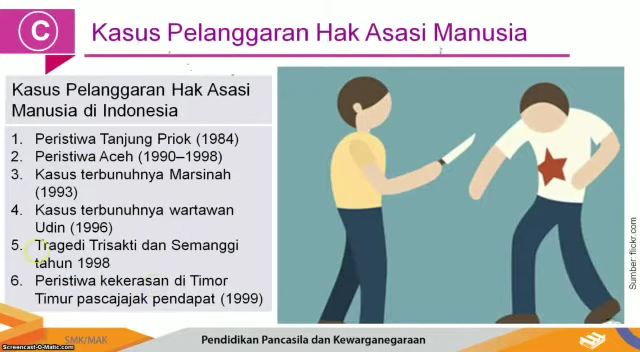 C
Kasus Pelanggaran Hak Asasi Manusia
Kasus Pelanggaran Hak Asasi
Manusia di Indonesia
1. Peristiwa Tanjung Priok (1984)
2. Peristiwa Aceh (1990–1998)
3. Kasus terbunuhnya Marsinah
(1993)
4. Kasus terbunuhnya wartawan
Udin (1996)
5. Tragedi Trisakti dan Semanggi
tahun 1998
6. Peristiwa kekerasan di Timor
Timur pascajajak pendapat (1999)
Sumber: flickr.com
SMK/MAK
Pendidikan Pancasila dan Kewarganegaraan
Screencast-O-Matic.com